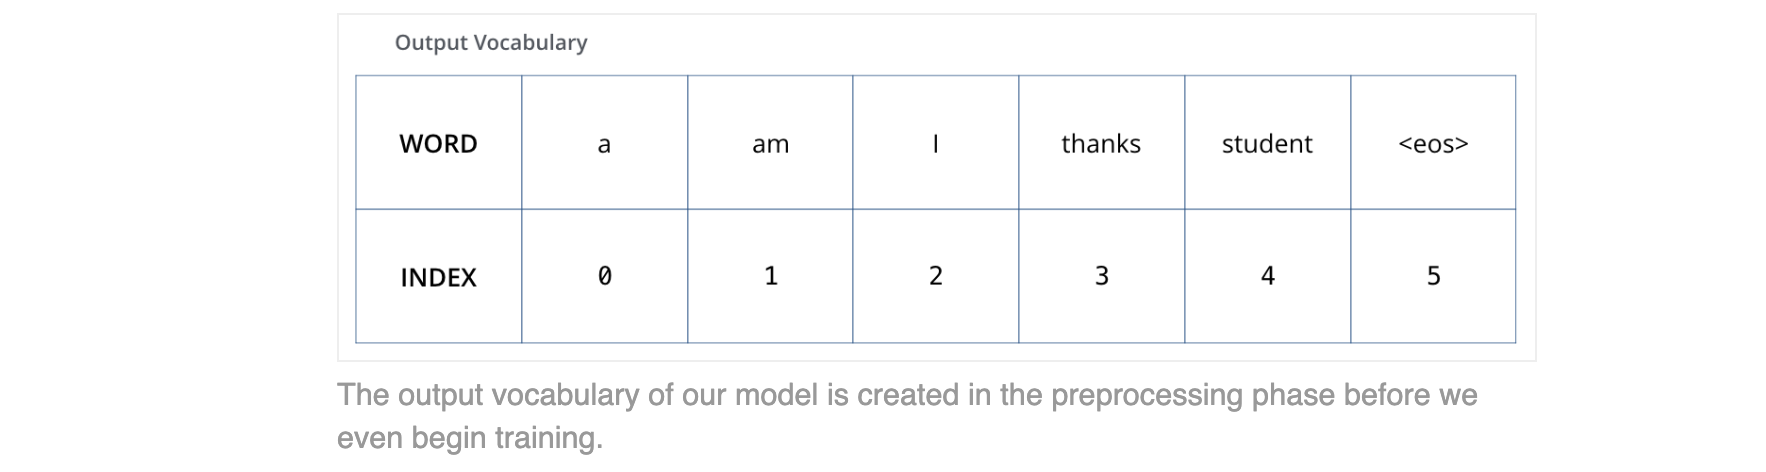 Output Vocabulary
WORD a am I thanks student <eos>
INDEX 0 1 2 3 4 5
The output vocabulary of our model is created in the preprocessing phase before we
even begin training.